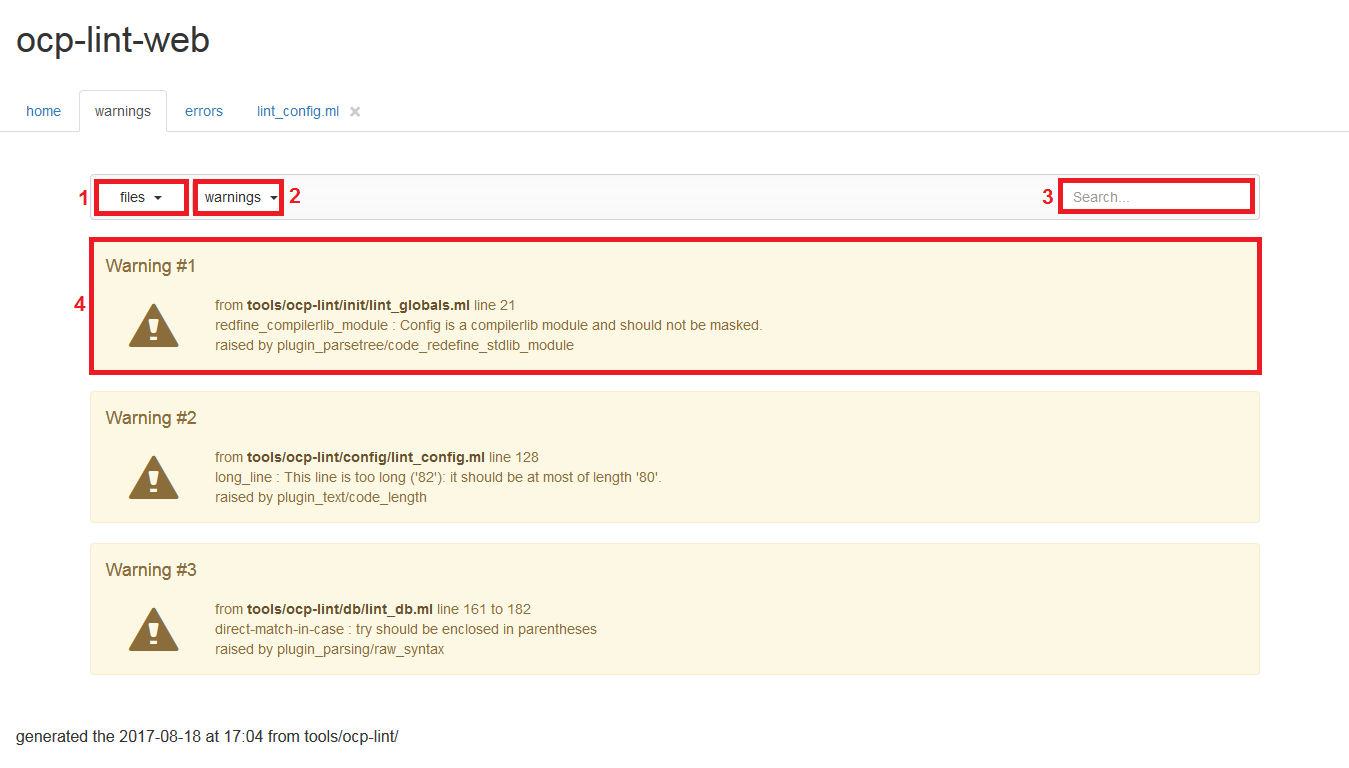 ocp-lint-web
home warnings errors lint_config.ml ×
1 files warnings 2 3 Search...
Warning #1
4 from tools/ocp-lint/init/lint_globals.ml line 21
redfine_compilerlib_module : Config is a compilerlib module and should not be masked.
raised by plugin_parsetree/code_redefine_stdlib_module
Warning #2
from tools/ocp-lint/config/lint_config.ml line 128
long_line : This line is too long ('82'): it should be at most of length '80'.
raised by plugin_text/code_length
Warning #3
from tools/ocp-lint/db/lint_db.ml line 161 to 182
direct-match-in-case : try should be enclosed in parentheses
raised by plugin_parsing/raw_syntax
generated the 2017-08-18 at 17:04 from tools/ocp-lint/